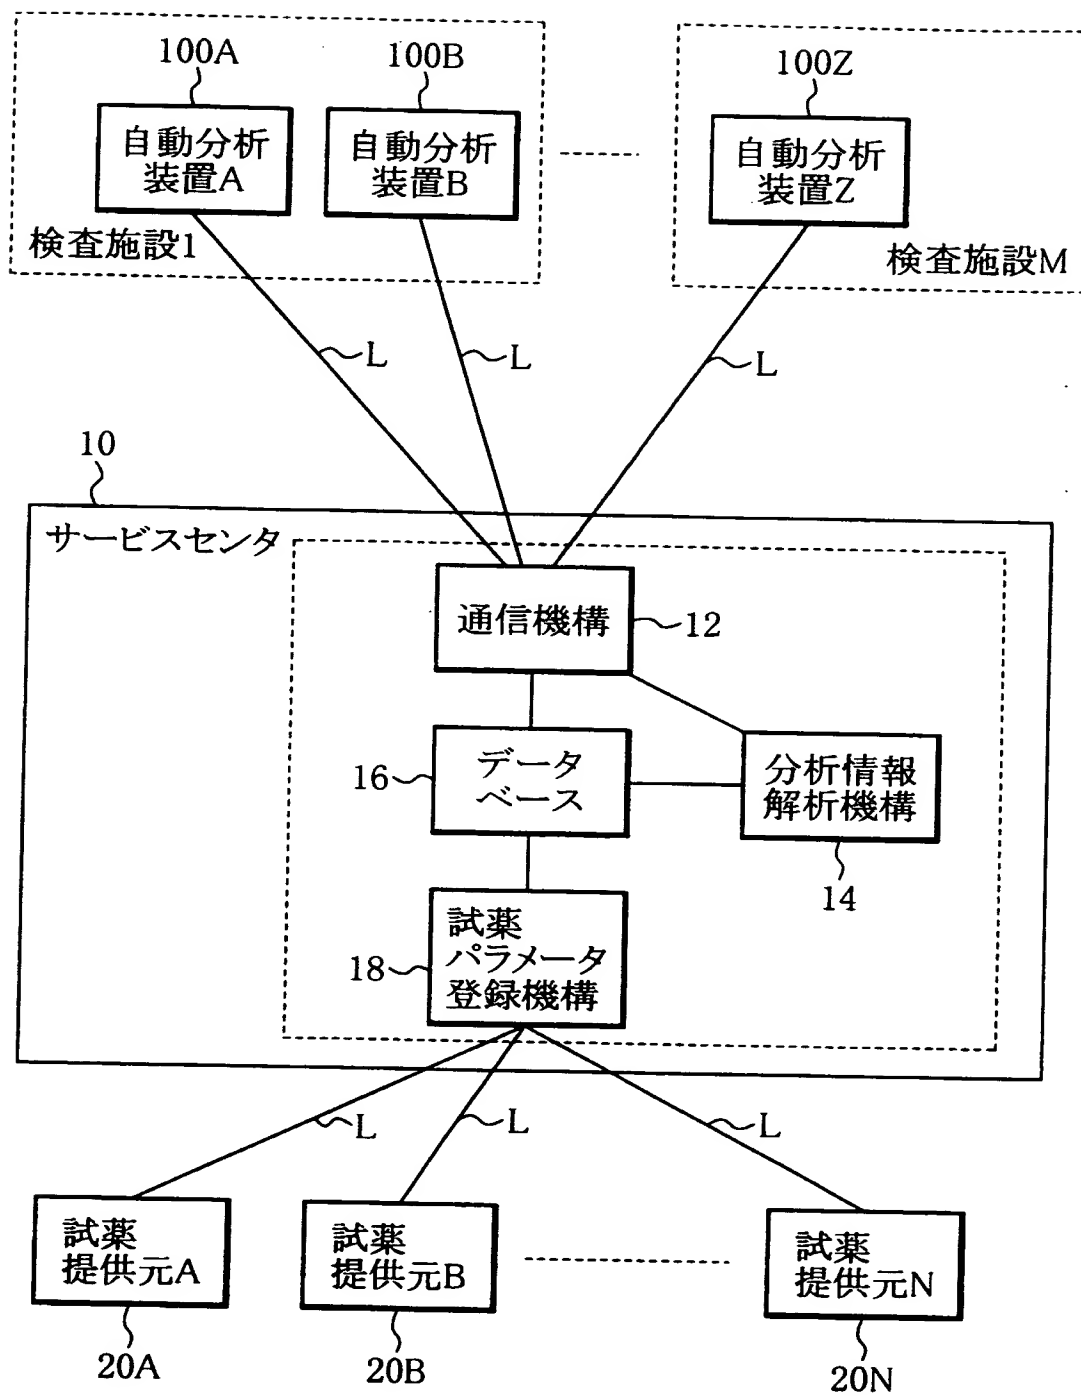 100A
100B
100Z
自動分析
装置A
自動分析
装置B
自動分析
装置Z
検査施設1
検査施設M
L
L
L
10
サービスセンタ
通信機構
12
16
データ
ベース
分析情報
解析機構
14
18
試薬
パラメータ
登録機構
L
L
L
試薬
提供元A
試薬
提供元B
試薬
提供元N
20A
20B
20N